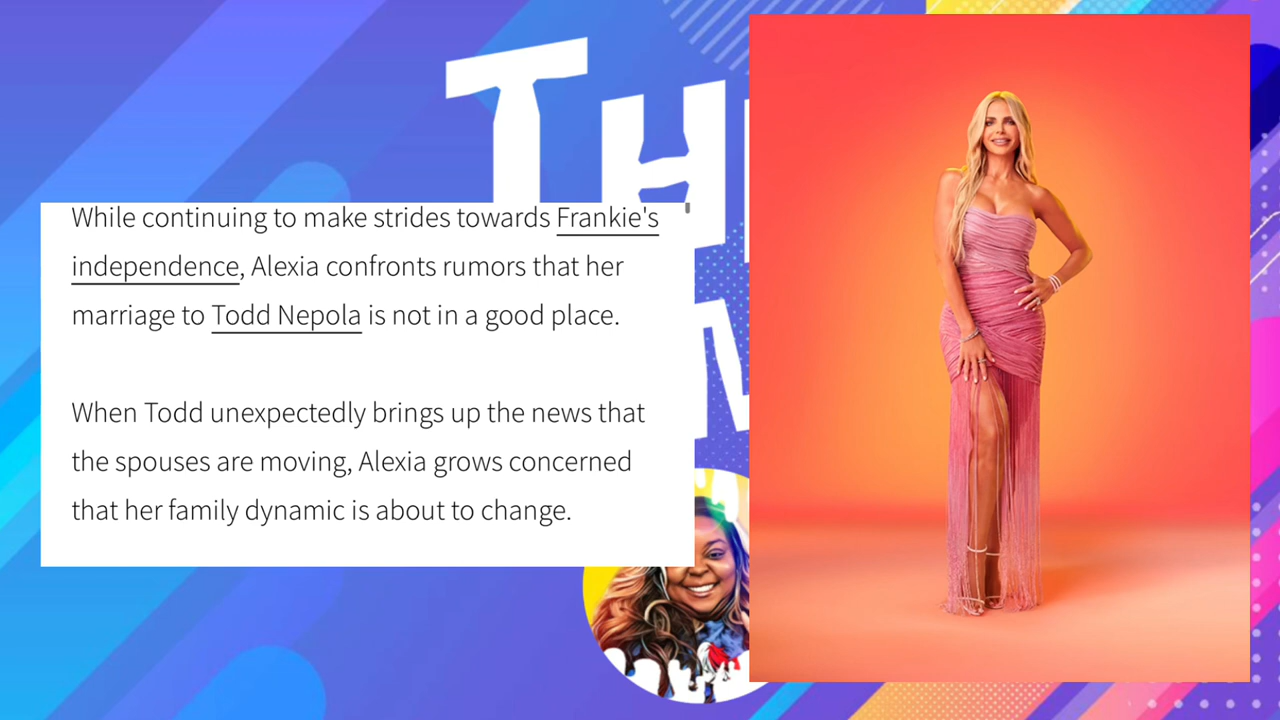 While continuing to make strides towards Frankie's
independence, Alexia confronts rumors that her
marriage to Todd Nepola is not in a good place.
When Todd unexpectedly brings up the news that
the spouses are moving, Alexia grows concerned
that her family dynamic is about to change.